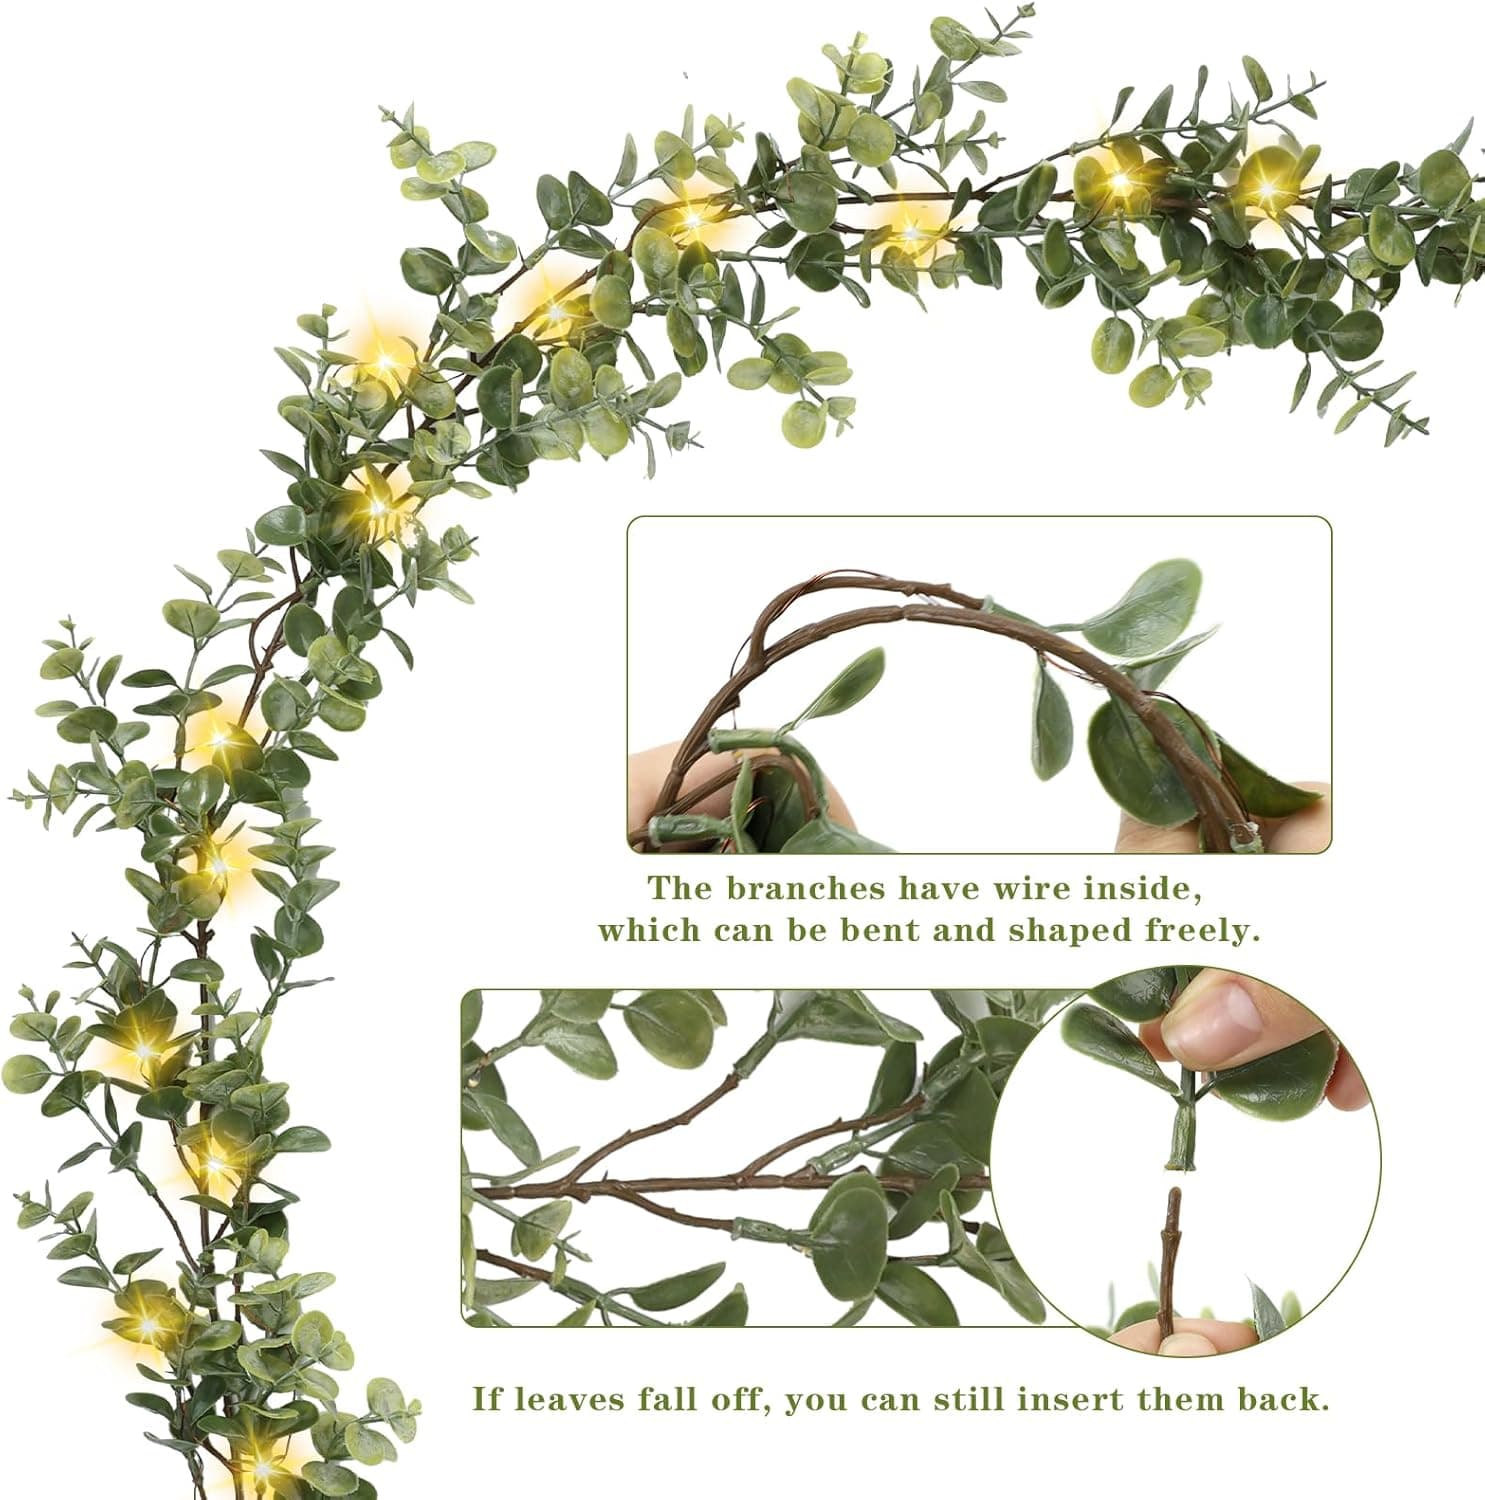 The branches have wire inside,
which can be bent and shaped freely.
If leaves fall off, you can still insert them back.